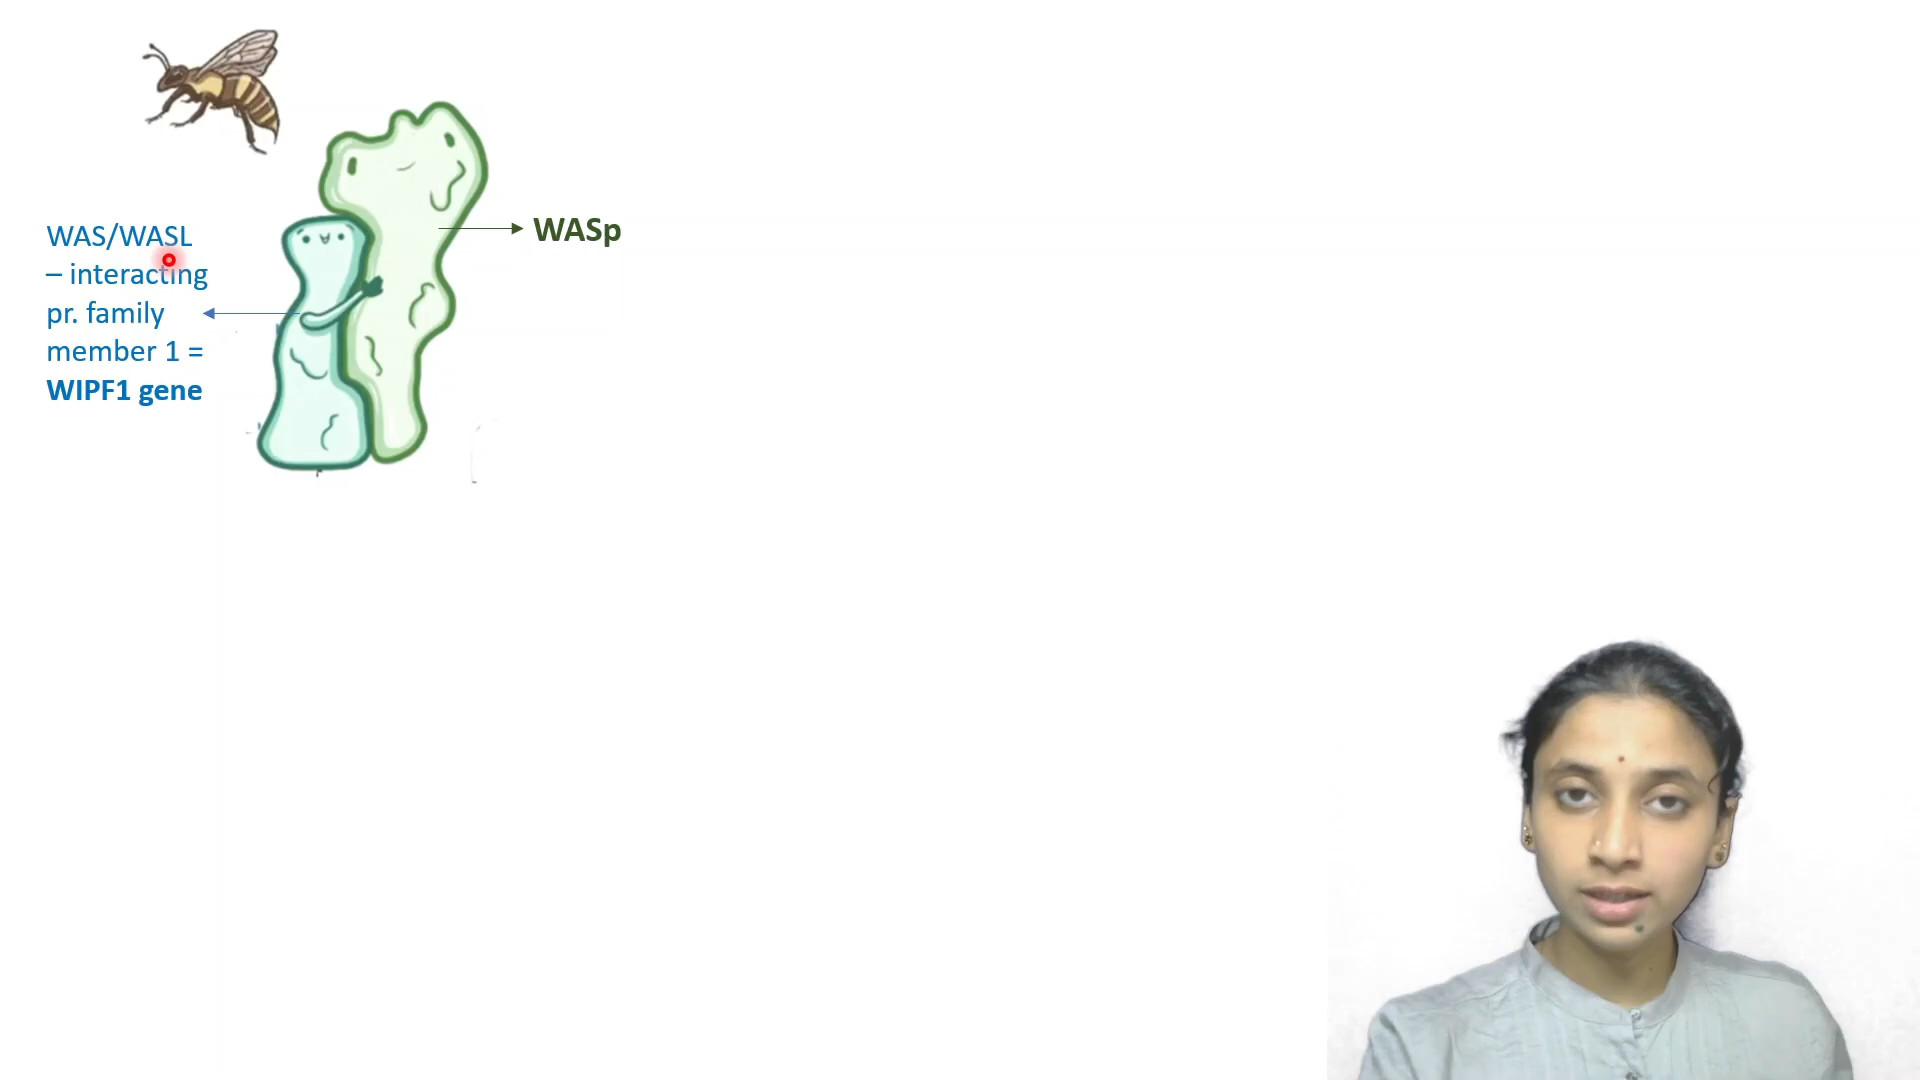 WAS/WASL
– interacting
pr. family
member 1 =
WIPF1 gene
WASp